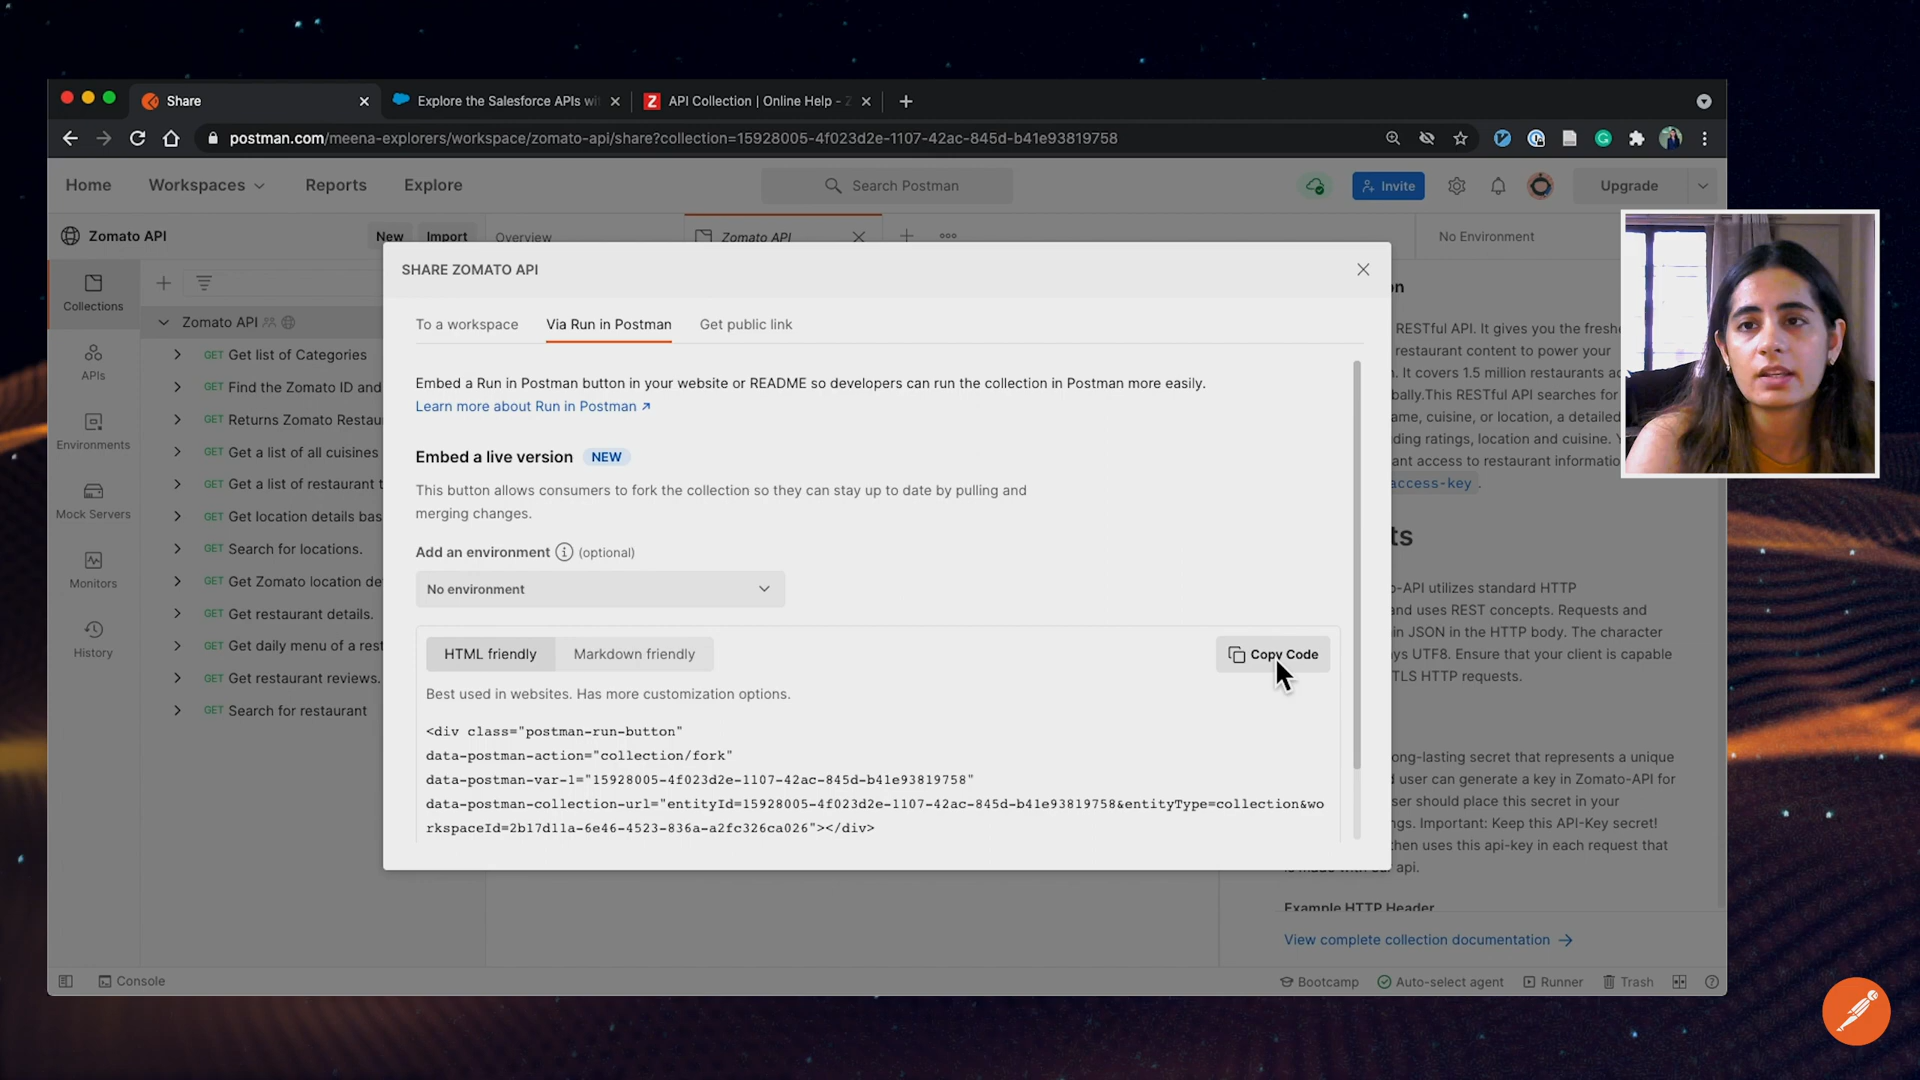 Share
Explore the Salesforce APIs wi
API Collection | Online Help - Z
postman.com/meena-explorers/workspace/zomato-api/share?collection=15928005-4f023d2e-1107-42ac-845d-b41e93819758
Home
Workspaces
Reports
Explore
Search Postman
Invite
Upgrade
Zomato API
New
Import
Overview
Zomato API
No Environment
Collections
APIs
Environments
Mock Servers
Monitors
History
Zomato API
GET Get list of Categories
GET Find the Zomato ID and
GET Returns Zomato Restau
GET Get a list of all cuisines
GET Get a list of restaurant t
GET Get location details bas
GET Search for locations.
GET Get Zomato location de
GET Get restaurant details.
GET Get daily menu of a rest
GET Get restaurant reviews.
GET Search for restaurant
SHARE ZOMATO API
To a workspace
Via Run in Postman
Get public link
Embed a Run in Postman button in your website or README so developers can run the collection in Postman more easily.
Learn more about Run in Postman
Embed a live version NEW
This button allows consumers to fork the collection so they can stay up to date by pulling and
merging changes.
Add an environment (optional)
No environment
HTML friendly
Markdown friendly
Copy Code
Best used in websites. Has more customization options.
<div class="postman-run-button"
data-postman-action="collection/fork"
data-postman-var-1="15928005-4f023d2e-1107-42ac-845d-b41e93819758"
data-postman-collection-url="entityId=15928005-4f023d2e-1107-42ac-845d-b41e93819758&entityType=collection&wo
rkspaceId=2b17d11a-6e46-4523-836a-a2fc326ca026"></div>
on
RESTful API. It gives you the freshe
restaurant content to power your
n. It covers 1.5 million restaurants ac
bally.This RESTful API searches for
ame, cuisine, or location, a detailed
ding ratings, location and cuisine. Y
ant access to restaurant informatio
access-key .
ts
o-API utilizes standard HTTP
and uses REST concepts. Requests and
in JSON in the HTTP body. The character
ys UTF8. Ensure that your client is capable
TLS HTTP requests.
ong-lasting secret that represents a unique
d user can generate a key in Zomato-API for
ser should place this secret in your
ngs. Important: Keep this API-Key secret!
then uses this api-key in each request that
is made with our api.
Example HTTP Header
View complete collection documentation
Console
Bootcamp
Auto-select agent
Runner
Trash